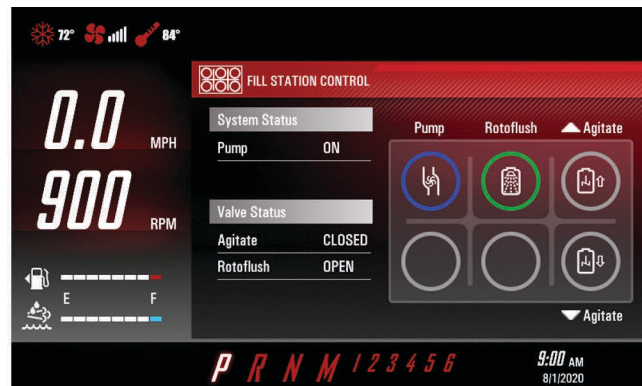 72° 84°
FILL STATION CONTROL
0.0 MPH
900 RPM
E F
System Status
Pump ON
Valve Status
Agitate CLOSED
Rotoflush OPEN
Pump Rotoflush Agitate
Agitate
P R N M 1 2 3 4 5 6
9:00 AM
8/1/2020